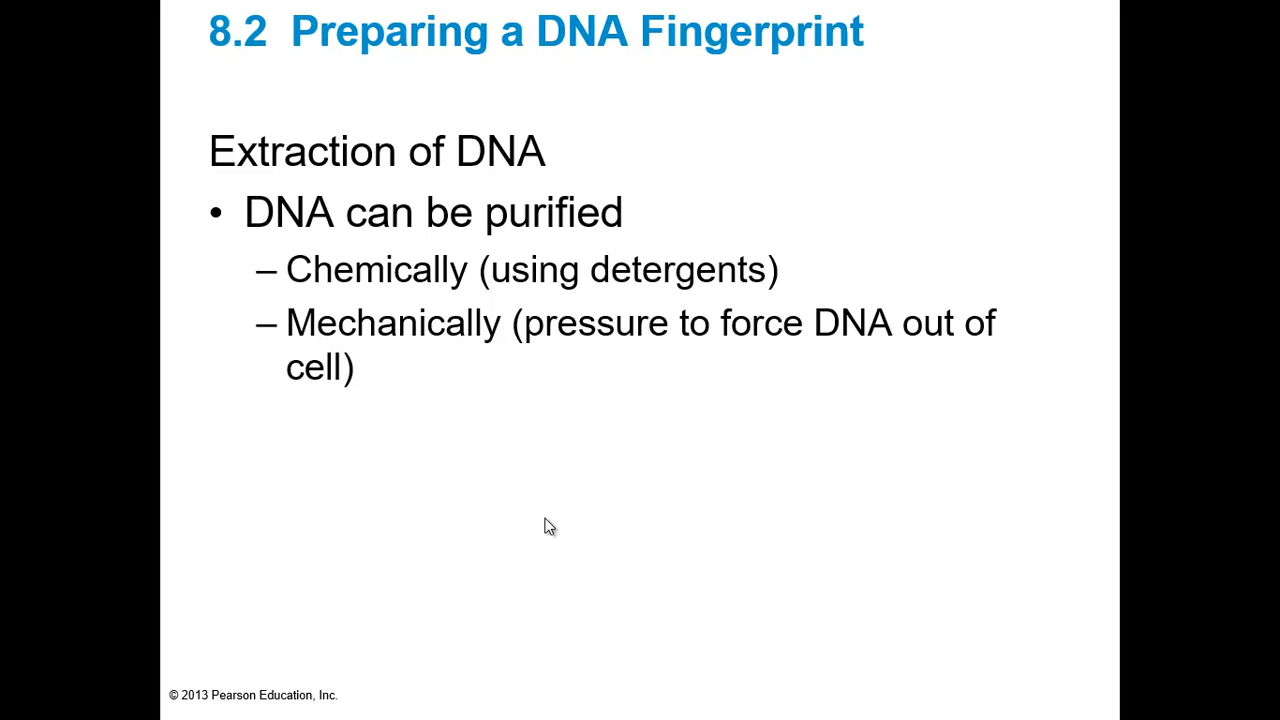 8.2 Preparing a DNA Fingerprint
Extraction of DNA
• DNA can be purified
– Chemically (using detergents)
– Mechanically (pressure to force DNA out of
cell)
© 2013 Pearson Education, Inc.